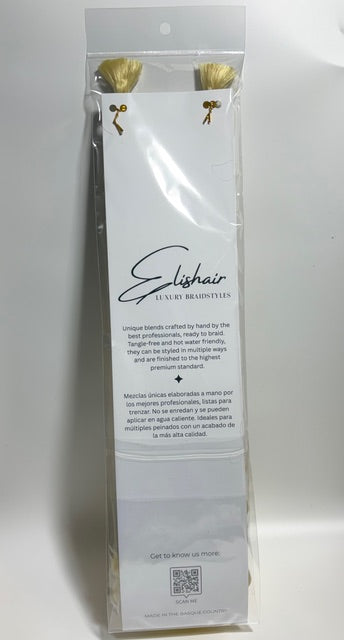 Elishair
LUXURY BRAIDSTYLES
Unique blends crafted by hand by the
best professionals, ready to braid.
Tangle-free and hot water friendly,
they can be styled in multiple ways
and are finished to the highest
premium standard.
Mezclas únicas elaboradas a mano por
los mejores profesionales, listas para
trenzar. No se enredan y se pueden
aplicar en agua caliente. Ideales para
múltiples peinados con un acabado de
la más alta calidad.
Get to know us more:
SCAN ME
MADE IN THE BASQUE COUNTRY